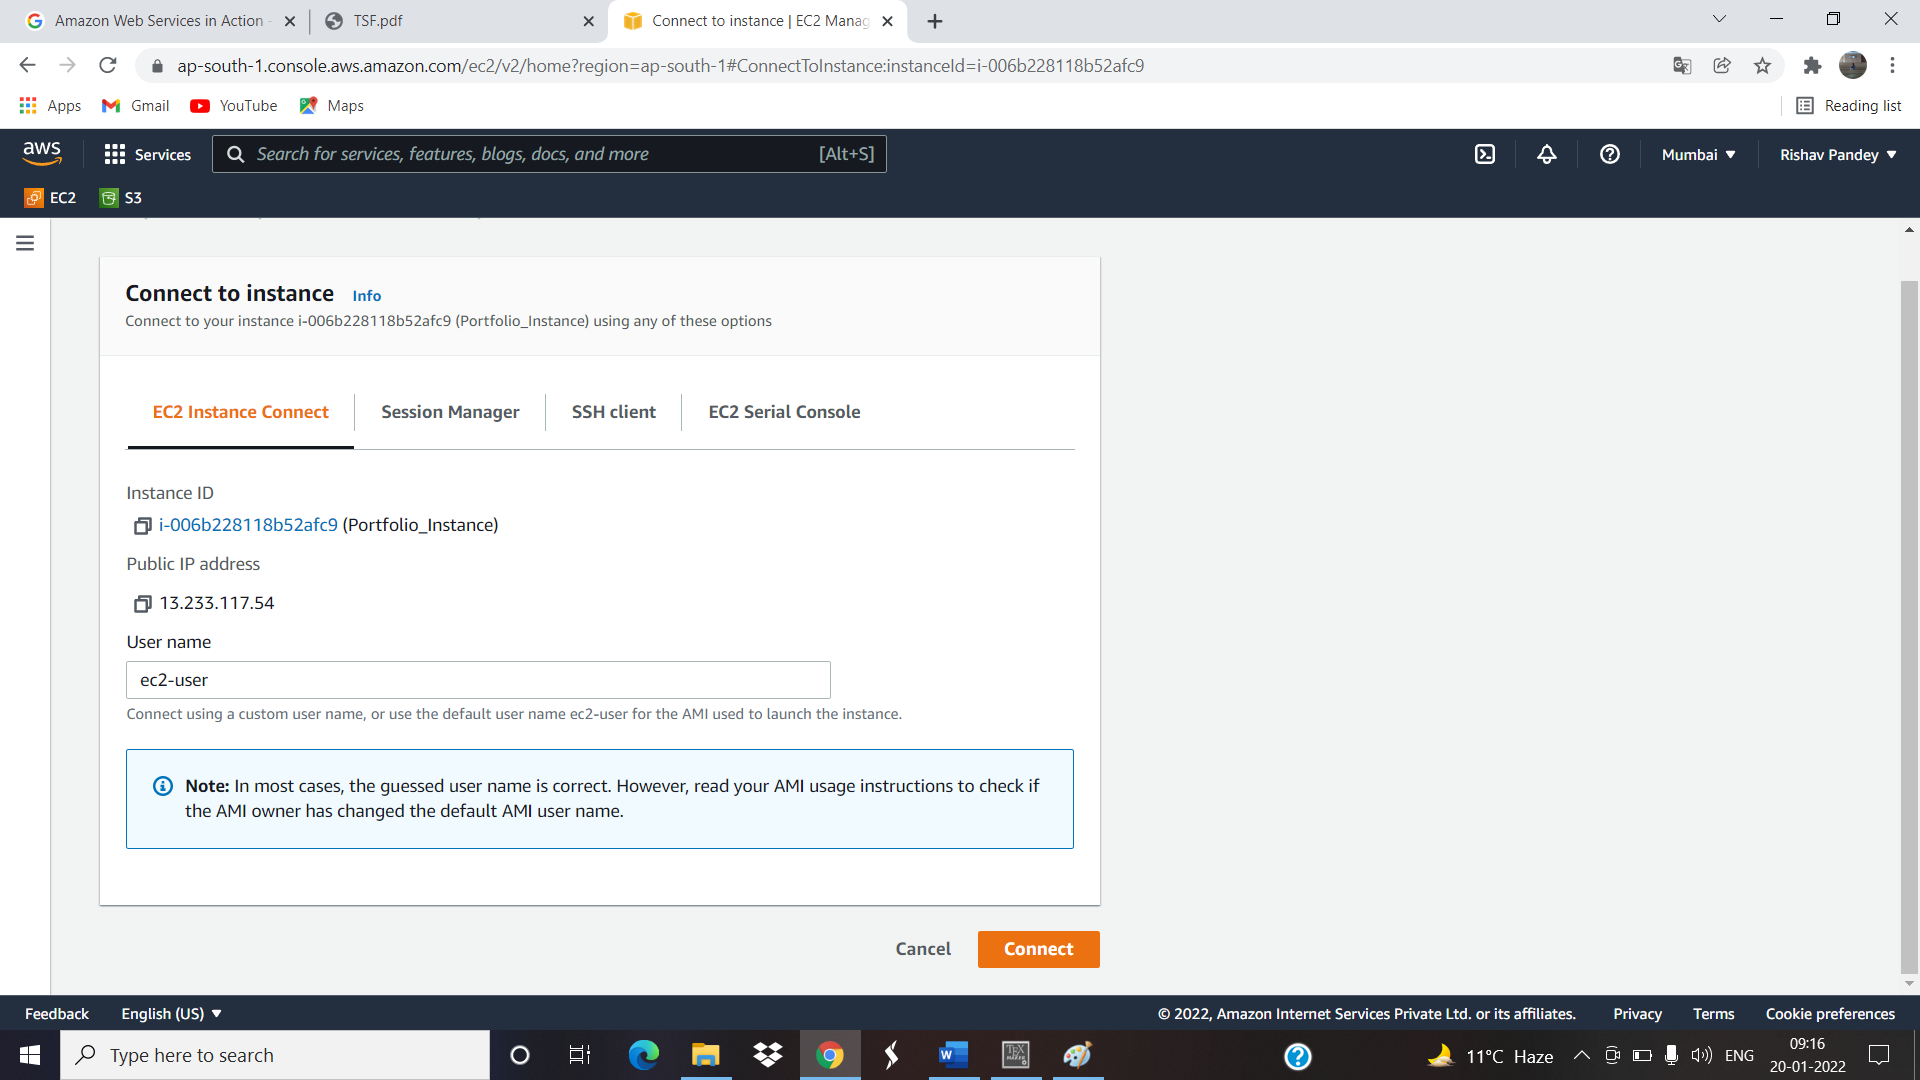 Amazon Web Services in Action -
TSF.pdf
Connect to instance | EC2 Manag
ap-south-1.console.aws.amazon.com/ec2/v2/home?region=ap-south-1#ConnectToInstance:instanceId=i-006b228118b52afc9
Apps
Gmail
YouTube
Maps
Reading list
aws
Services
Search for services, features, blogs, docs, and more
[Alt+S]
Mumbai
Rishav Pandey
EC2
S3
Connect to instance Info
Connect to your instance i-006b228118b52afc9 (Portfolio_Instance) using any of these options
EC2 Instance Connect
Session Manager
SSH client
EC2 Serial Console
Instance ID
i-006b228118b52afc9 (Portfolio_Instance)
Public IP address
13.233.117.54
User name
ec2-user
Connect using a custom user name, or use the default user name ec2-user for the AMI used to launch the instance.
Note: In most cases, the guessed user name is correct. However, read your AMI usage instructions to check if
the AMI owner has changed the default AMI user name.
Cancel
Connect
Feedback
English (US)
© 2022, Amazon Internet Services Private Ltd. or its affiliates.
Privacy
Terms
Cookie preferences
Type here to search
11°C Haze
ENG
09:16
20-01-2022